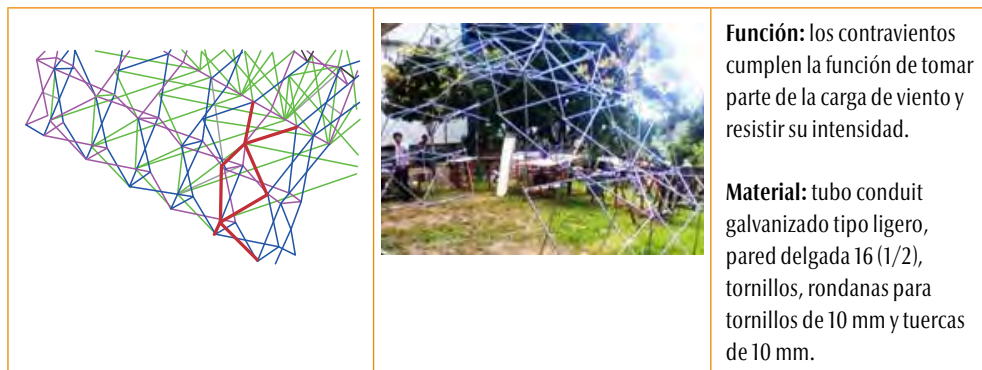 Función: los contravientos
cumplen la función de tomar
parte de la carga de viento y
resistir su intensidad.
Material: tubo conduit
galvanizado tipo ligero,
pared delgada 16 (1/2),
tornillos, rondanas para
tornillos de 10 mm y tuercas
de 10 mm.